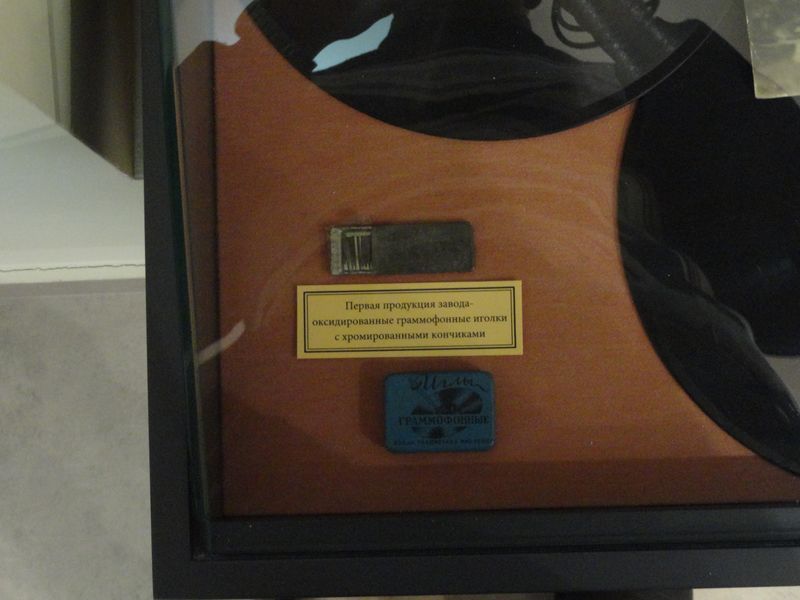 Первая продукция завода-
оксидированные граммофонные иголки
с хромированными кончиками
Иглы
ГРАММОФОННЫЕ